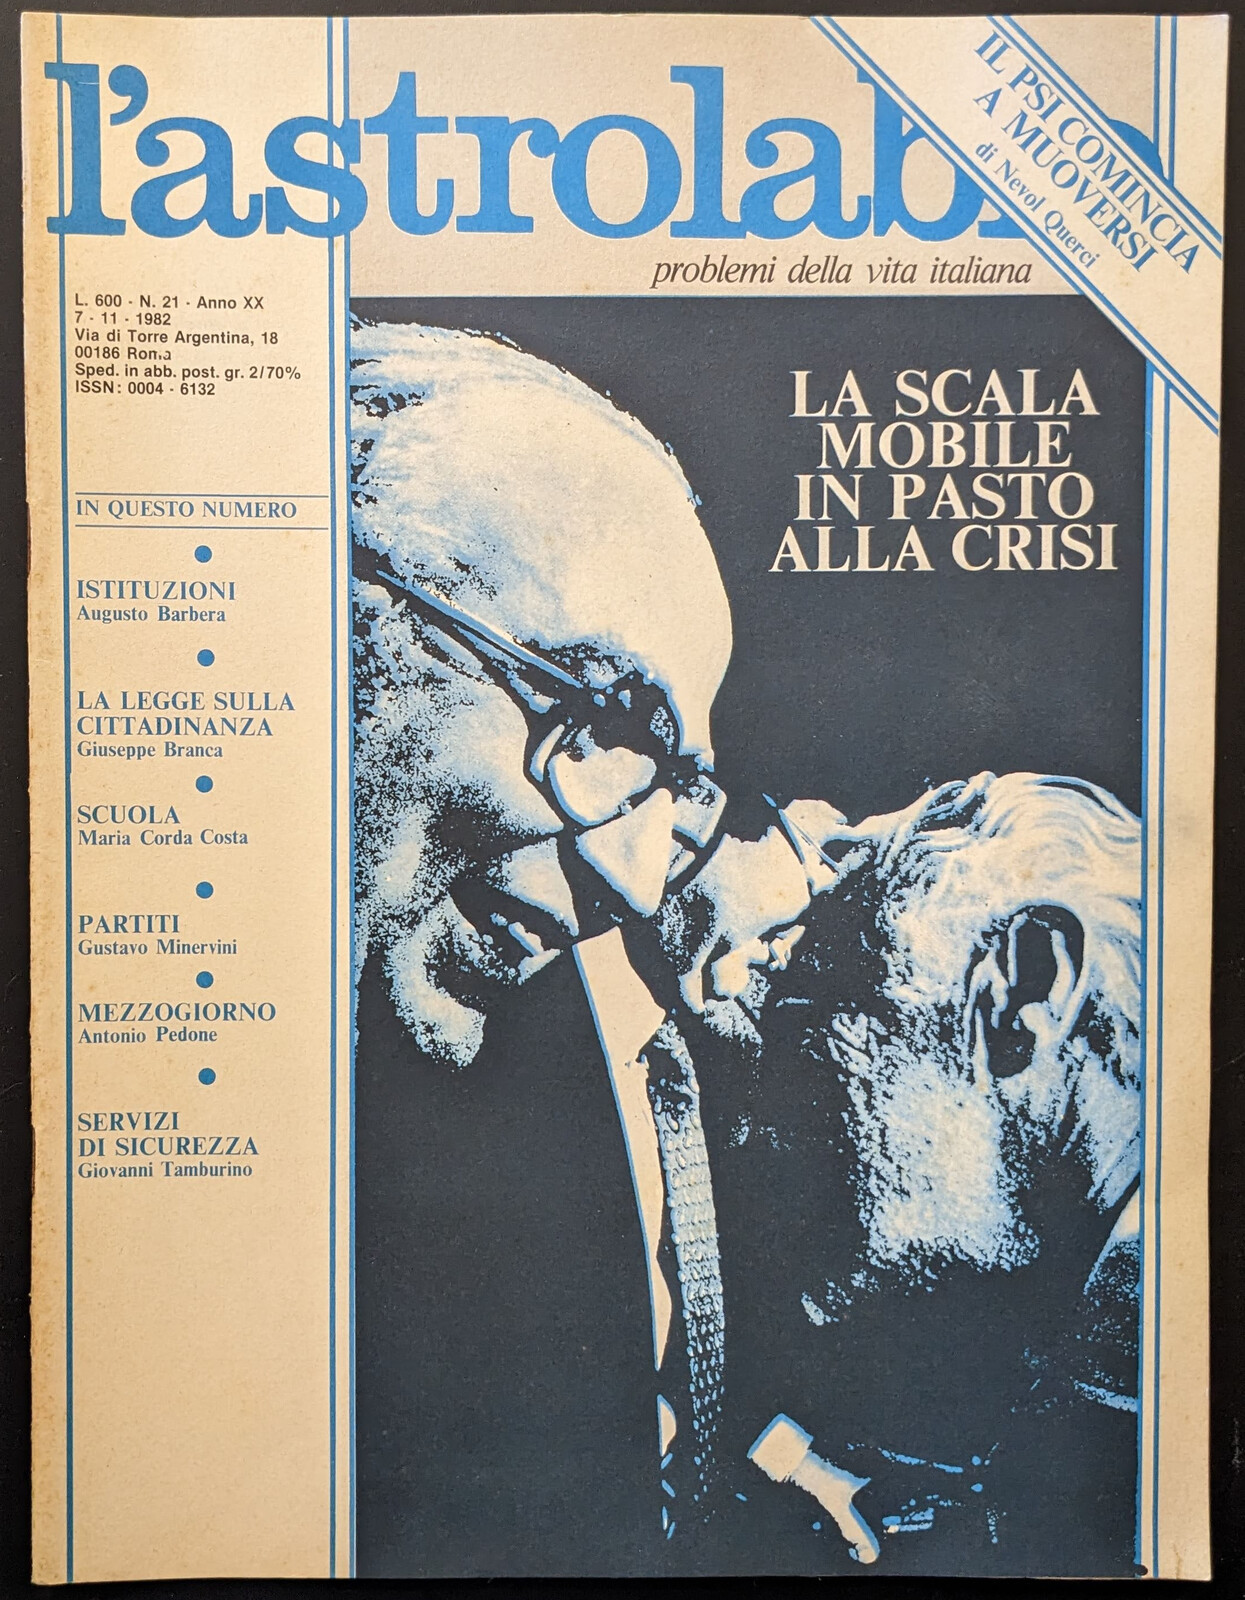 l'astrolabio
IL PSI COMINCIA
A MUOVERSI
di Nevol Querci
problemi della vita italiana
L. 600 - N. 21 - Anno XX
7 - 11 - 1982
Via di Torre Argentina, 18
00186 Roma
Sped. in abb. post. gr. 2/70%
ISSN: 0004 - 6132
LA SCALA
MOBILE
IN PASTO
ALLA CRISI
IN QUESTO NUMERO
ISTITUZIONI
Augusto Barbera
LA LEGGE SULLA
CITTADINANZA
Giuseppe Branca
SCUOLA
Maria Corda Costa
PARTITI
Gustavo Minervini
MEZZOGIORNO
Antonio Pedone
SERVIZI
DI SICUREZZA
Giovanni Tamburino